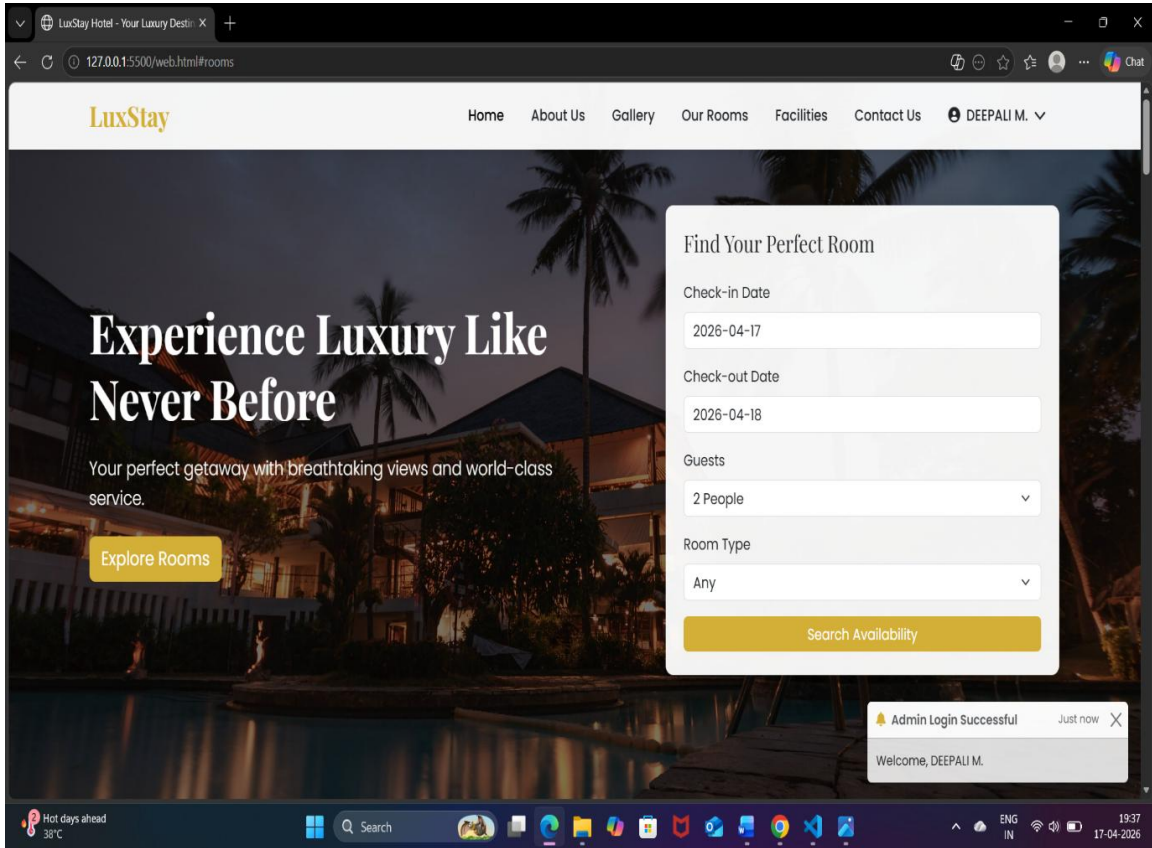 LuxStay Hotel - Your Luxury Destin
127.0.0.1:5500/web.html#rooms
Chat
LuxStay
Home About Us Gallery Our Rooms Facilities Contact Us DEEPALI M.
Experience Luxury Like
Never Before
Your perfect getaway with breathtaking views and world-class
service.
Explore Rooms
Find Your Perfect Room
Check-in Date
2026-04-17
Check-out Date
2026-04-18
Guests
2 People
Room Type
Any
Search Availability
Admin Login Successful Just now
Welcome, DEEPALI M.
2
Hot days ahead
38°C
Search
ENG
IN
19:37
17-04-2026